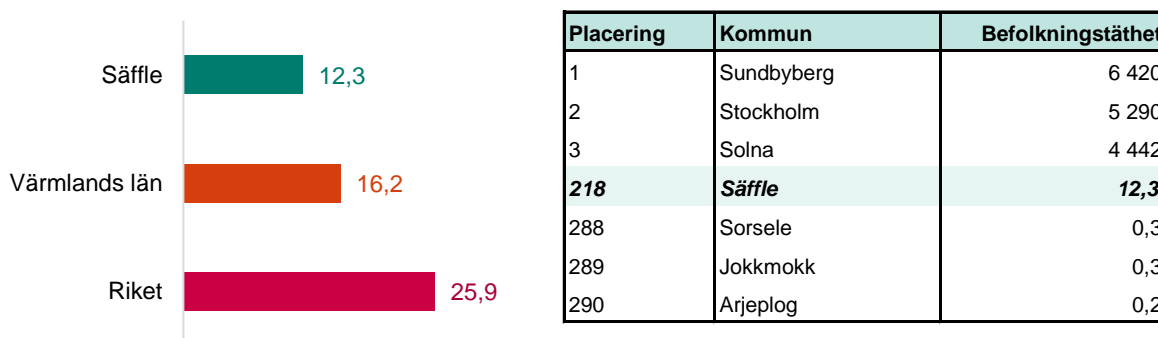 Säffle 12,3
Värmlands län 16,2
Riket 25,9
Placering Kommun Befolkningstäthet
1 Sundbyberg 6 420
2 Stockholm 5 290
3 Solna 4 442
218 Säffle 12,3
288 Sorsele 0,3
289 Jokkmokk 0,3
290 Arjeplog 0,2